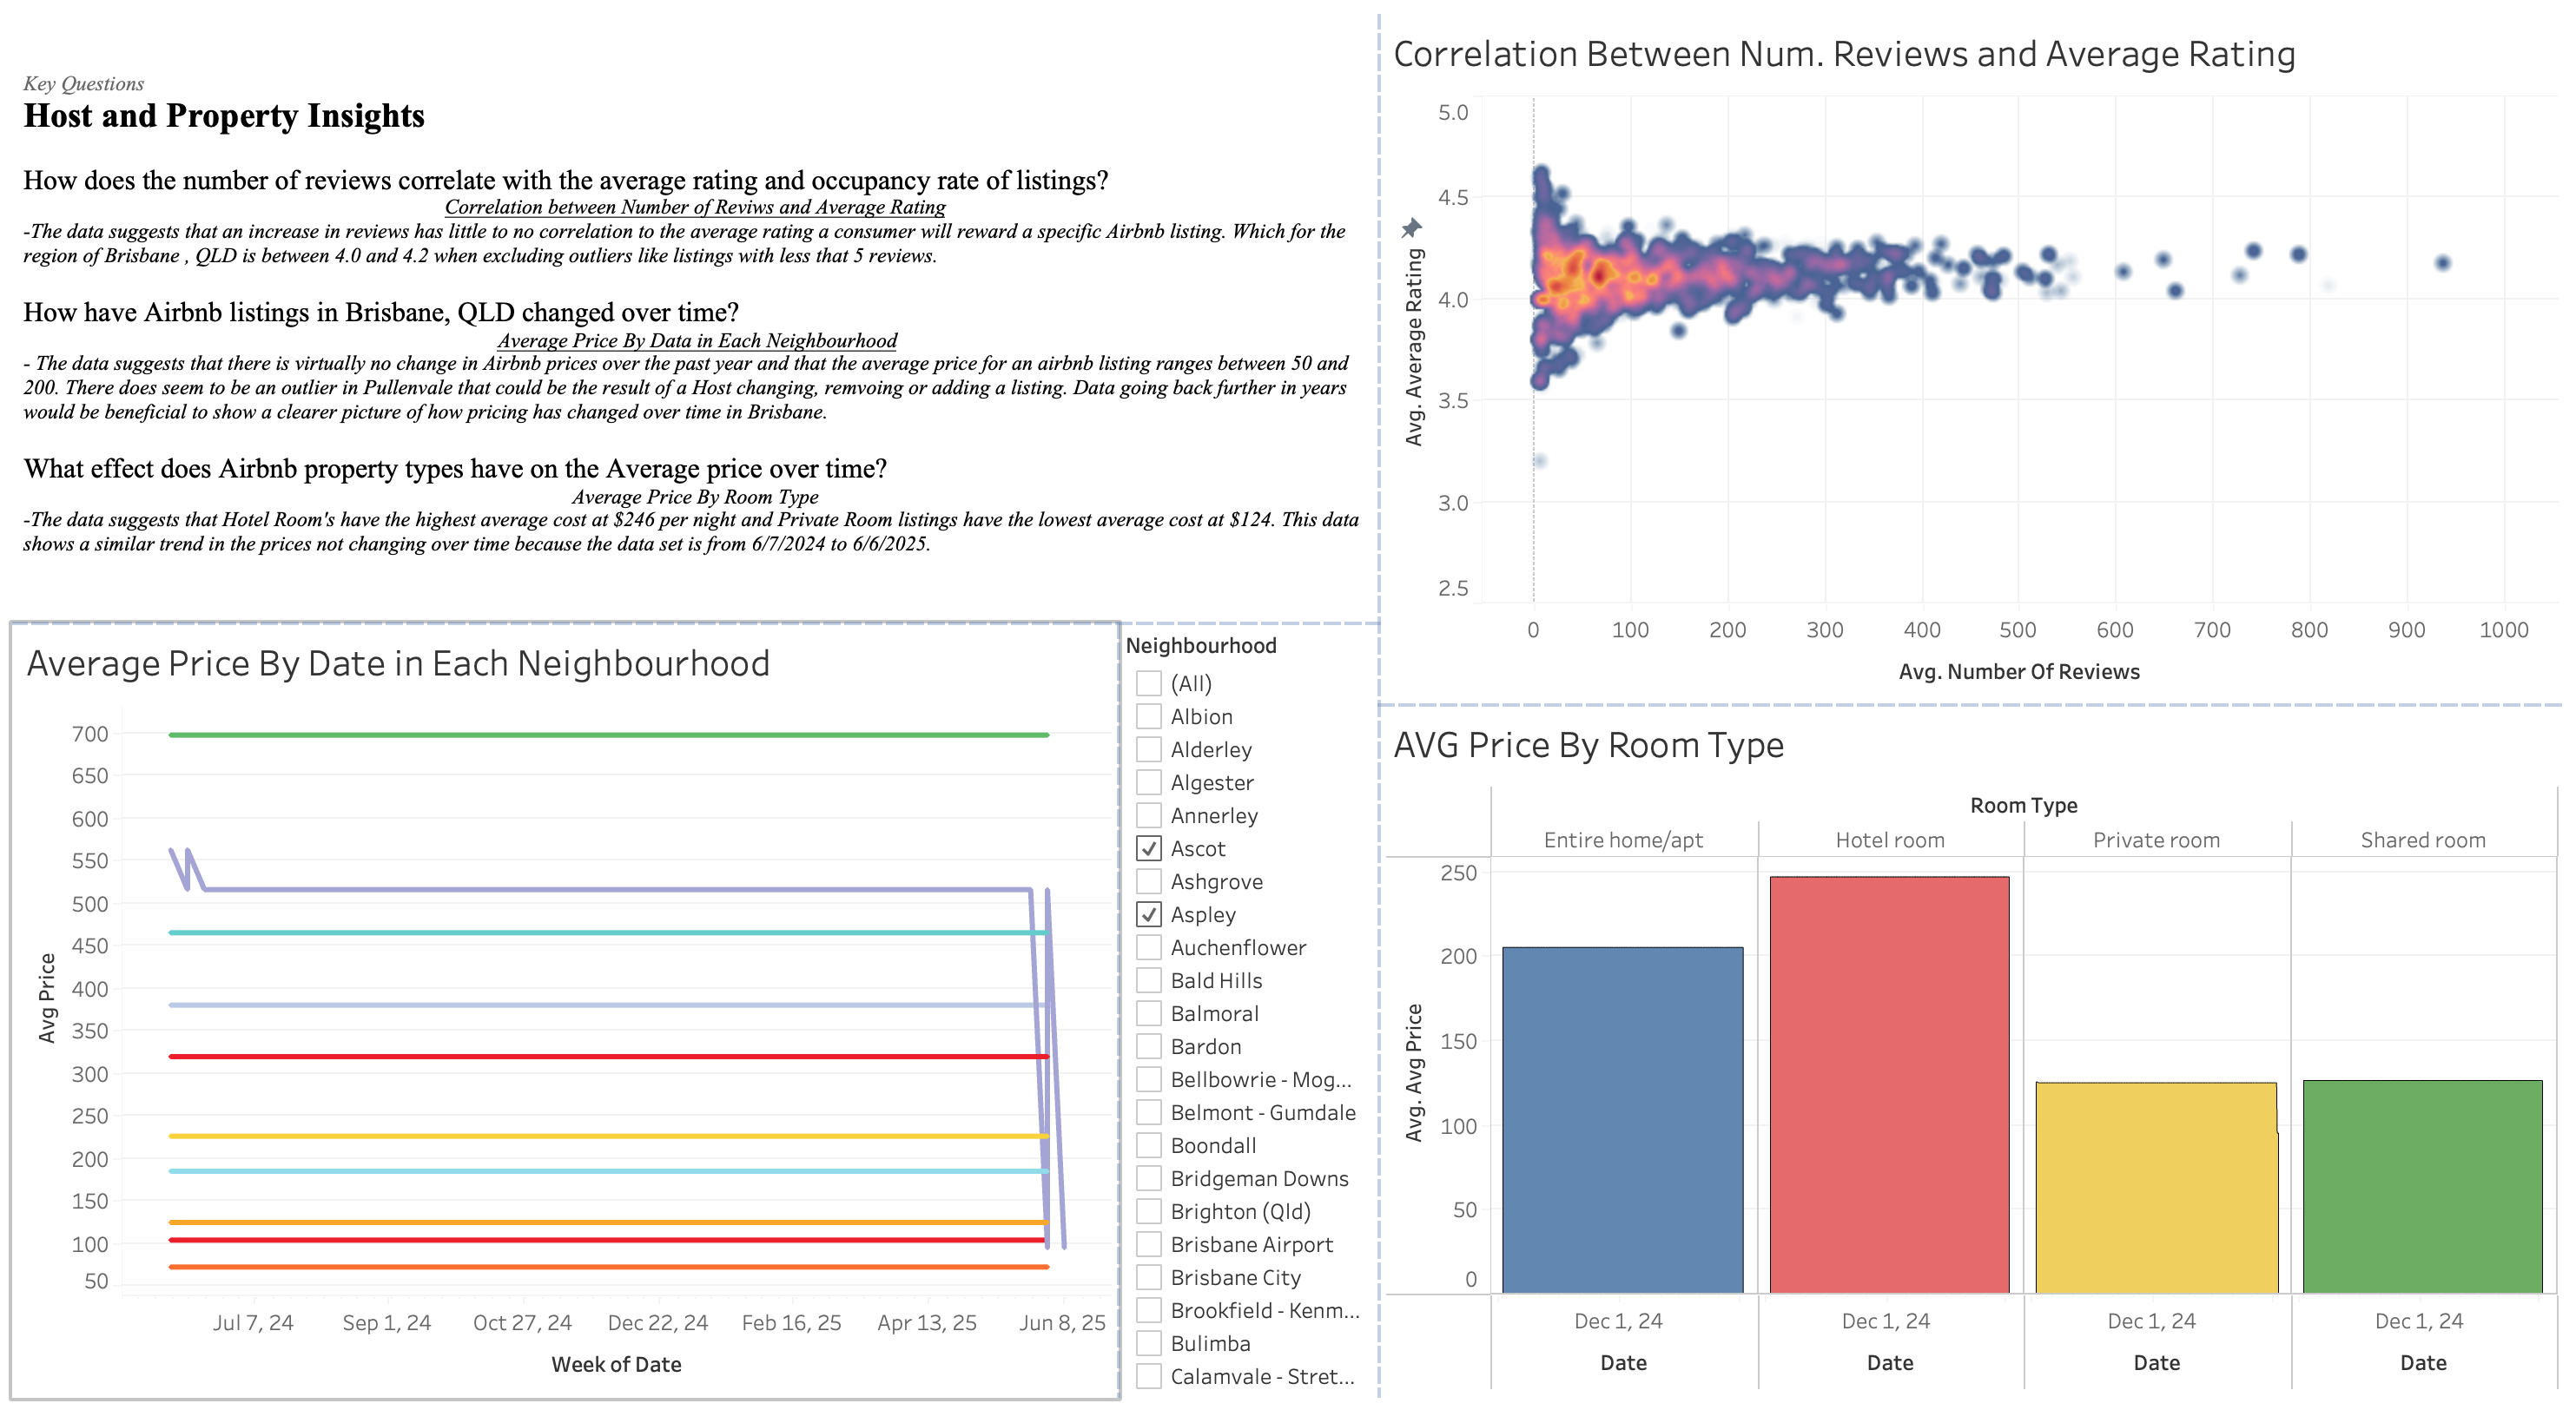 Key Questions
Host and Property Insights
How does the number of reviews correlate with the average rating and occupancy rate of listings?
Correlation between Number of Reviws and Average Rating
-The data suggests that an increase in reviews has little to no correlation to the average rating a consumer will reward a specific Airbnb listing. Which for the
region of Brisbane , QLD is between 4.0 and 4.2 when excluding outliers like listings with less that 5 reviews.
How have Airbnb listings in Brisbane, QLD changed over time?
Average Price By Data in Each Neighbourhood
- The data suggests that there is virtually no change in Airbnb prices over the past year and that the average price for an airbnb listing ranges between 50 and
200. There does seem to be an outlier in Pullenvale that could be the result of a Host changing, remvoing or adding a listing. Data going back further in years
would be beneficial to show a clearer picture of how pricing has changed over time in Brisbane.
What effect does Airbnb property types have on the Average price over time?
Average Price By Room Type
-The data suggests that Hotel Room's have the highest average cost at $246 per night and Private Room listings have the lowest average cost at $124. This data
shows a similar trend in the prices not changing over time because the data set is from 6/7/2024 to 6/6/2025.
Correlation Between Num. Reviews and Average Rating
Avg. Average Rating
5.0
4.5
4.0
3.5
3.0
2.5
0 100 200 300 400 500 600 700 800 900 1000
Avg. Number Of Reviews
Average Price By Date in Each Neighbourhood
Avg Price
700
650
600
550
500
450
400
350
300
250
200
150
100
50
Jul 7, 24 Sep 1, 24 Oct 27, 24 Dec 22, 24 Feb 16, 25 Apr 13, 25 Jun 8, 25
Week of Date
Neighbourhood
(All)
Albion
Alderley
Algester
Annerley
Ascot
Ashgrove
Aspley
Auchenflower
Bald Hills
Balmoral
Bardon
Bellbowrie - Mog...
Belmont - Gumdale
Boondall
Bridgeman Downs
Brighton (Qld)
Brisbane Airport
Brisbane City
Brookfield - Kenm...
Bulimba
Calamvale - Stret...
AVG Price By Room Type
Room Type
Entire home/apt Hotel room Private room Shared room
Avg. Avg Price
250
200
150
100
50
0
Dec 1, 24 Dec 1, 24 Dec 1, 24 Dec 1, 24
Date Date Date Date